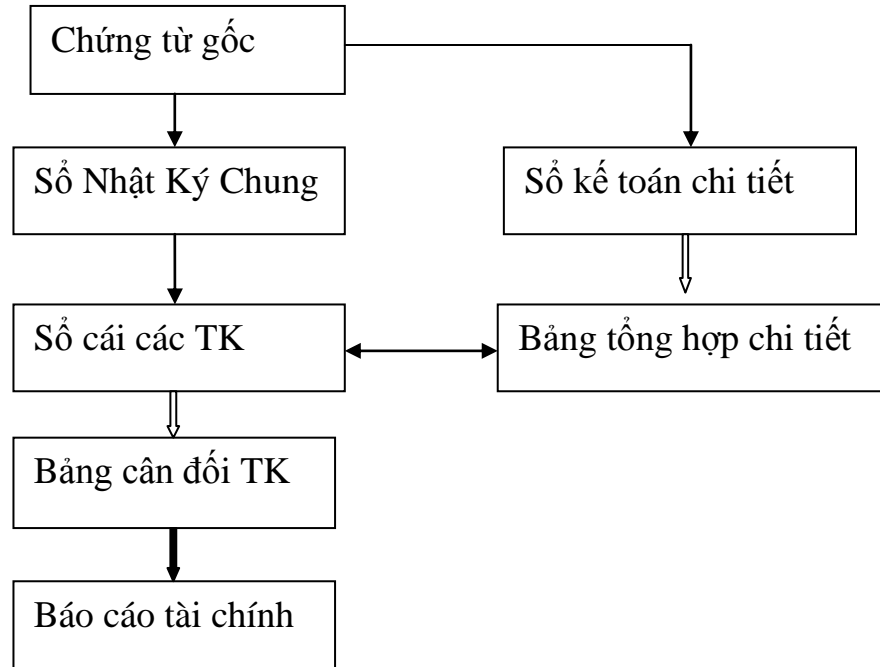 Chứng từ gốc
Sổ Nhật Ký Chung
Sổ kế toán chi tiết
Sổ cái các TK
Bảng tổng hợp chi tiết
Bảng cân đối TK
Báo cáo tài chính